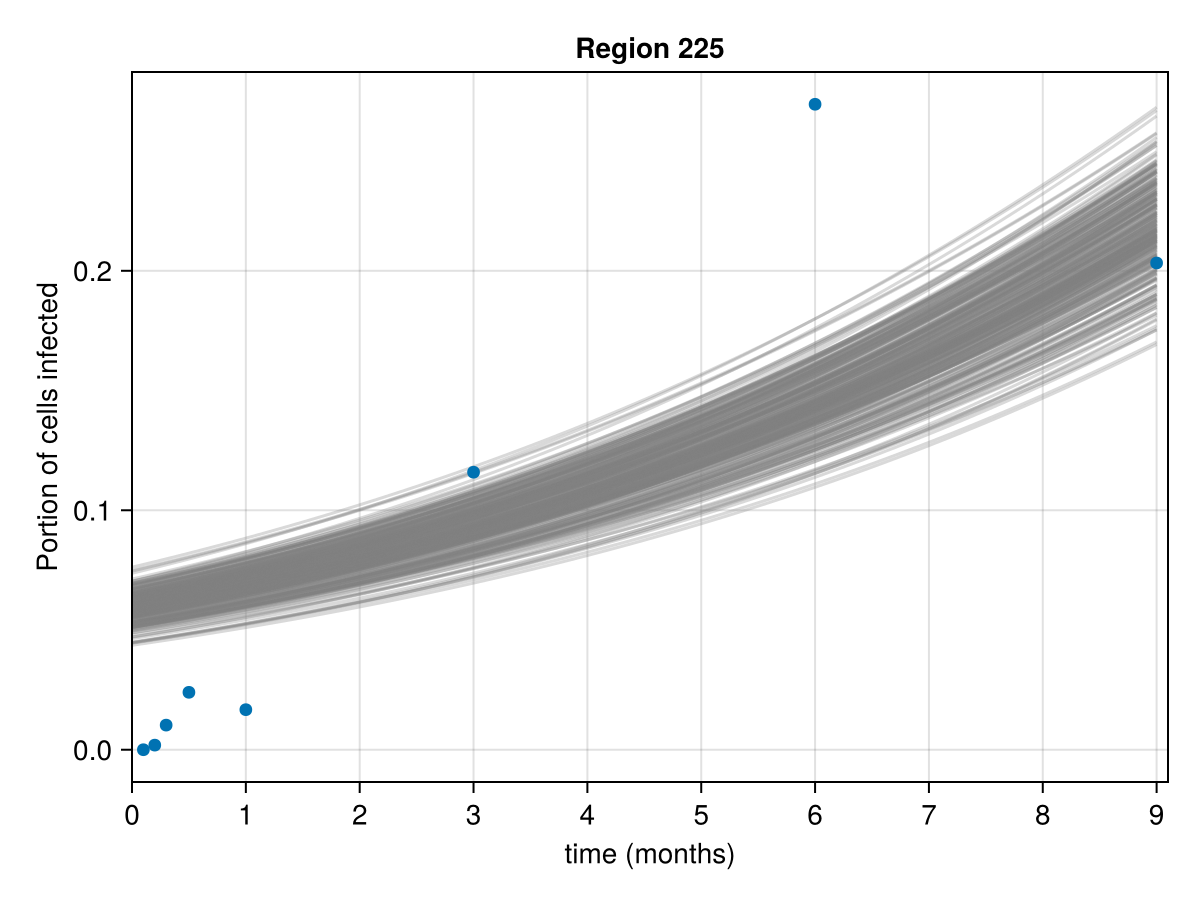 Region 225
Portion of cells infected
0.2
0.1
0.0
0 1 2 3 4 5 6 7 8 9
time (months)